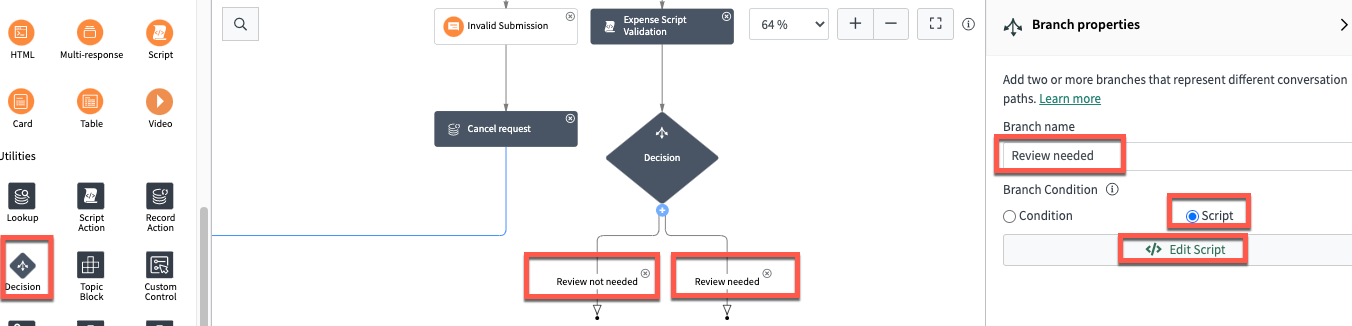 HTML
Multi-response
Script
Card
Table
Video
Utilities
Lookup
Script
Action
Record
Action
Decision
Topic
Block
Custom
Control
Invalid Submission
Expense Script
Validation
Cancel request
Decision
Review not needed
Review needed
64 %
Branch properties
Add two or more branches that represent different conversation
paths. Learn more
Branch name
Review needed
Branch Condition
Condition
Script
</> Edit Script